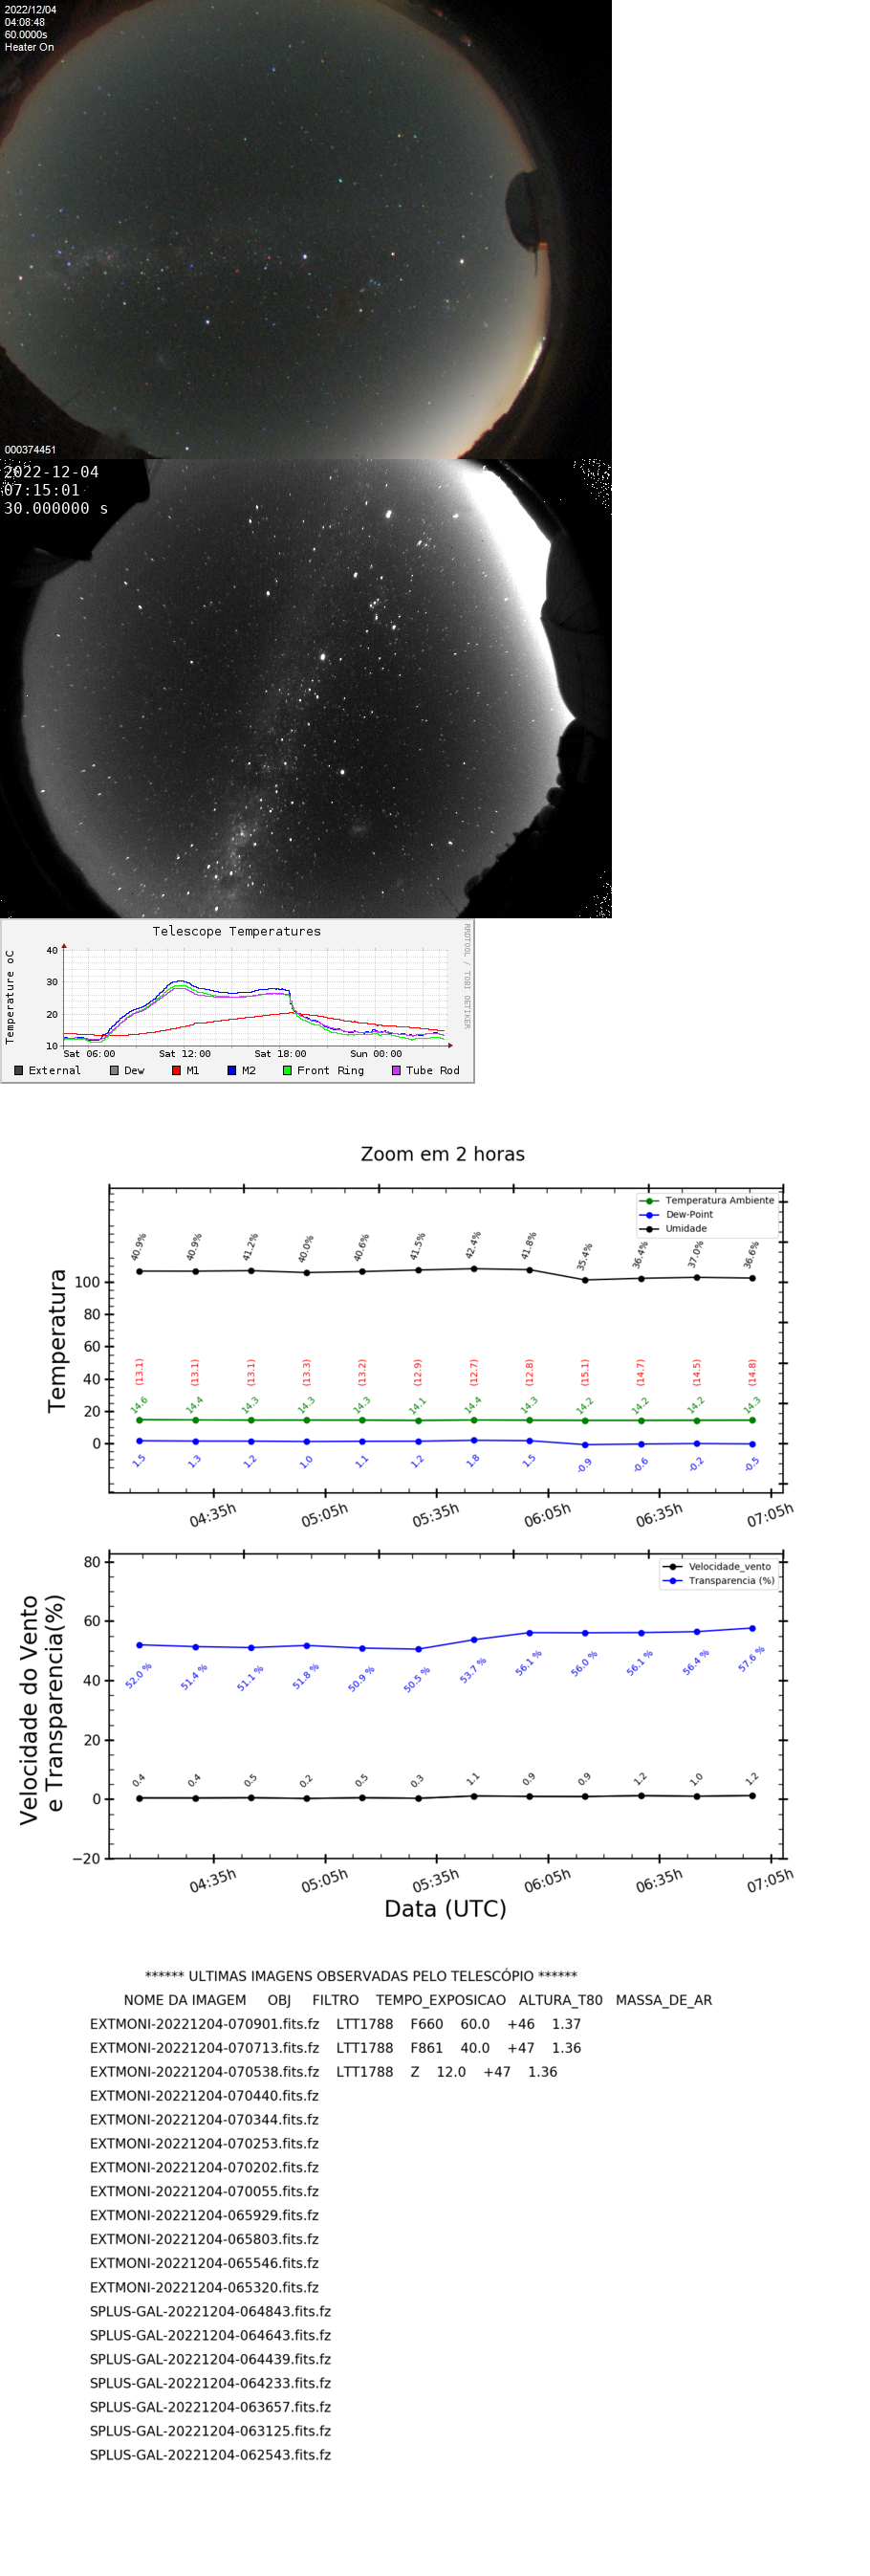 2022/12/04
04:08:48
60.0000s
Heater On
000374451
2022-12-04
07:15:01
30.000000 s
Telescope Temperatures
RRDTOOL / TOBI OETIKER
Temperature oC
40
30
20
10
Sat 06:00 Sat 12:00 Sat 18:00 Sun 00:00
External Dew M1 M2 Front Ring Tube Rod
Zoom em 2 horas
Temperatura Ambiente
Dew-Point
Umidade
40.9% 40.9% 41.2% 40.0% 40.6% 41.5% 42.4% 41.8% 35.4% 36.4% 37.0% 36.6%
Temperatura
100
80
60
40
20
0
(13.1) (13.1) (13.1) (13.3) (13.2) (12.9) (12.7) (12.8) (15.1) (14.7) (14.5) (14.8)
14.6 14.4 14.3 14.3 14.3 14.1 14.4 14.3 14.2 14.2 14.2 14.3
1.5 1.3 1.2 1.0 1.1 1.2 1.8 1.5 -0.9 -0.6 -0.2 -0.5
04:35h 05:05h 05:35h 06:05h 06:35h 07:05h
Velocidade_vento
Transparencia (%)
Velocidade do Vento
e Transparencia(%)
80
60
40
20
0
−20
52.0 % 51.4 % 51.1 % 51.8 % 50.9 % 50.5 % 53.7 % 56.1 % 56.0 % 56.1 % 56.4 % 57.6 %
0.4 0.4 0.5 0.2 0.5 0.3 1.1 0.9 0.9 1.2 1.0 1.2
04:35h 05:05h 05:35h 06:05h 06:35h 07:05h
Data (UTC)
****** ULTIMAS IMAGENS OBSERVADAS PELO TELESCÓPIO ******
NOME DA IMAGEM OBJ FILTRO TEMPO_EXPOSICAO ALTURA_T80 MASSA_DE_AR
EXTMONI-20221204-070901.fits.fz LTT1788 F660 60.0 +46 1.37
EXTMONI-20221204-070713.fits.fz LTT1788 F861 40.0 +47 1.36
EXTMONI-20221204-070538.fits.fz LTT1788 Z 12.0 +47 1.36
EXTMONI-20221204-070440.fits.fz
EXTMONI-20221204-070344.fits.fz
EXTMONI-20221204-070253.fits.fz
EXTMONI-20221204-070202.fits.fz
EXTMONI-20221204-070055.fits.fz
EXTMONI-20221204-065929.fits.fz
EXTMONI-20221204-065803.fits.fz
EXTMONI-20221204-065546.fits.fz
EXTMONI-20221204-065320.fits.fz
SPLUS-GAL-20221204-064843.fits.fz
SPLUS-GAL-20221204-064643.fits.fz
SPLUS-GAL-20221204-064439.fits.fz
SPLUS-GAL-20221204-064233.fits.fz
SPLUS-GAL-20221204-063657.fits.fz
SPLUS-GAL-20221204-063125.fits.fz
SPLUS-GAL-20221204-062543.fits.fz